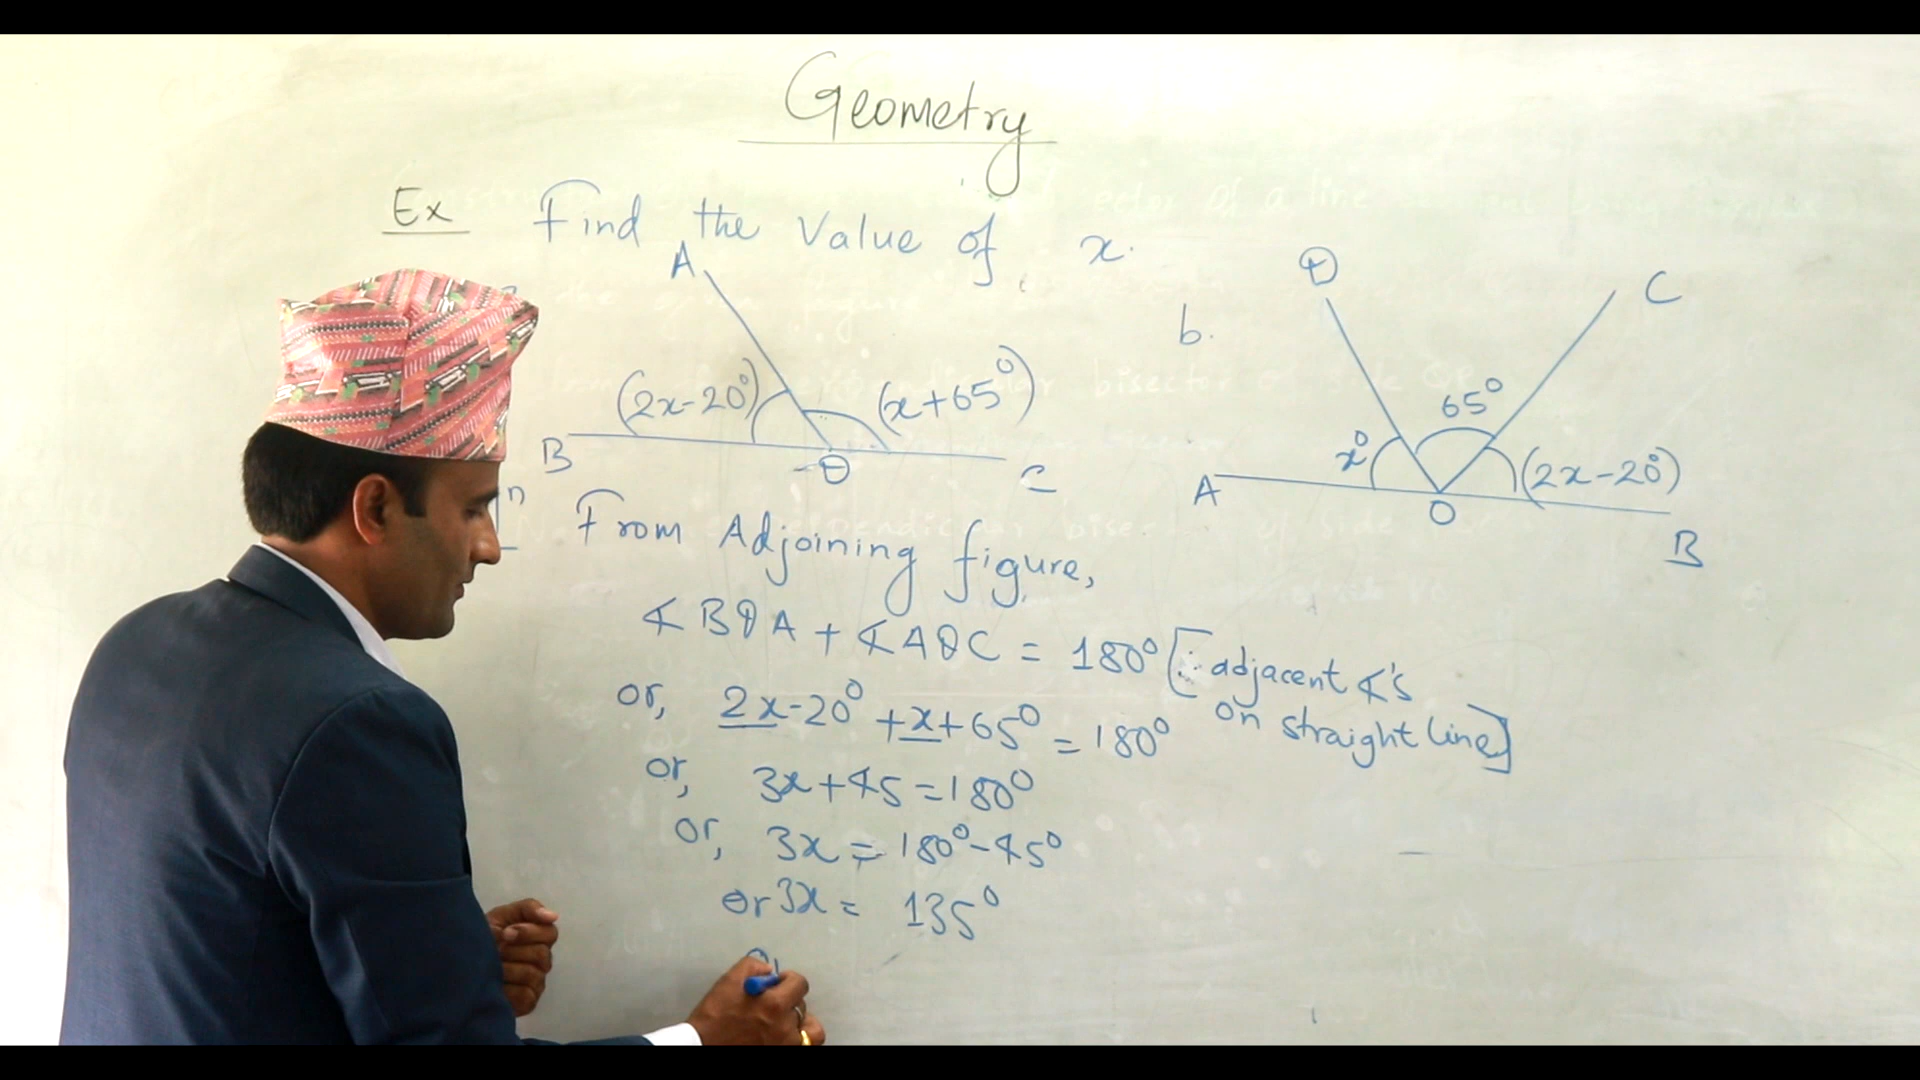 Geometry
Ex Find the value of x.
A
(2x-20°) (x+65°)
B O C
b.
D C
x° 65° (2x-20°)
A O B
From Adjoining figure,
∡BOA + ∡AOC = 180° [∵ adjacent ∡'s
on straight line]
or, 2x-20° +x+65° = 180°
or, 3x+45 =180°
or, 3x = 180°-45°
or 3x = 135°